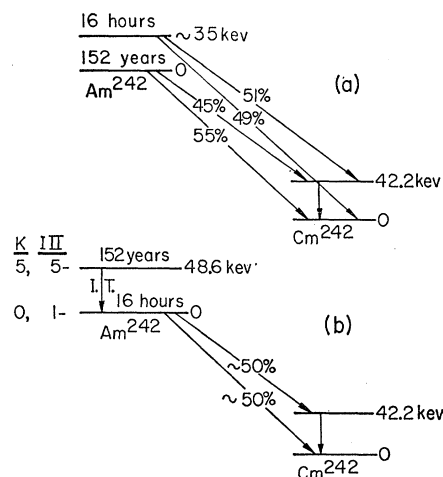 16 hours
~35 kev
152 years
0
Am242
51%
(a)
45%
49%
55%
42.2 kev
0
Cm242
K IΠ
5, 5-
152 years
48.6 kev
I.T.
16 hours
0, 1-
0
Am242
(b)
~50%
~50%
42.2 kev
0
Cm242